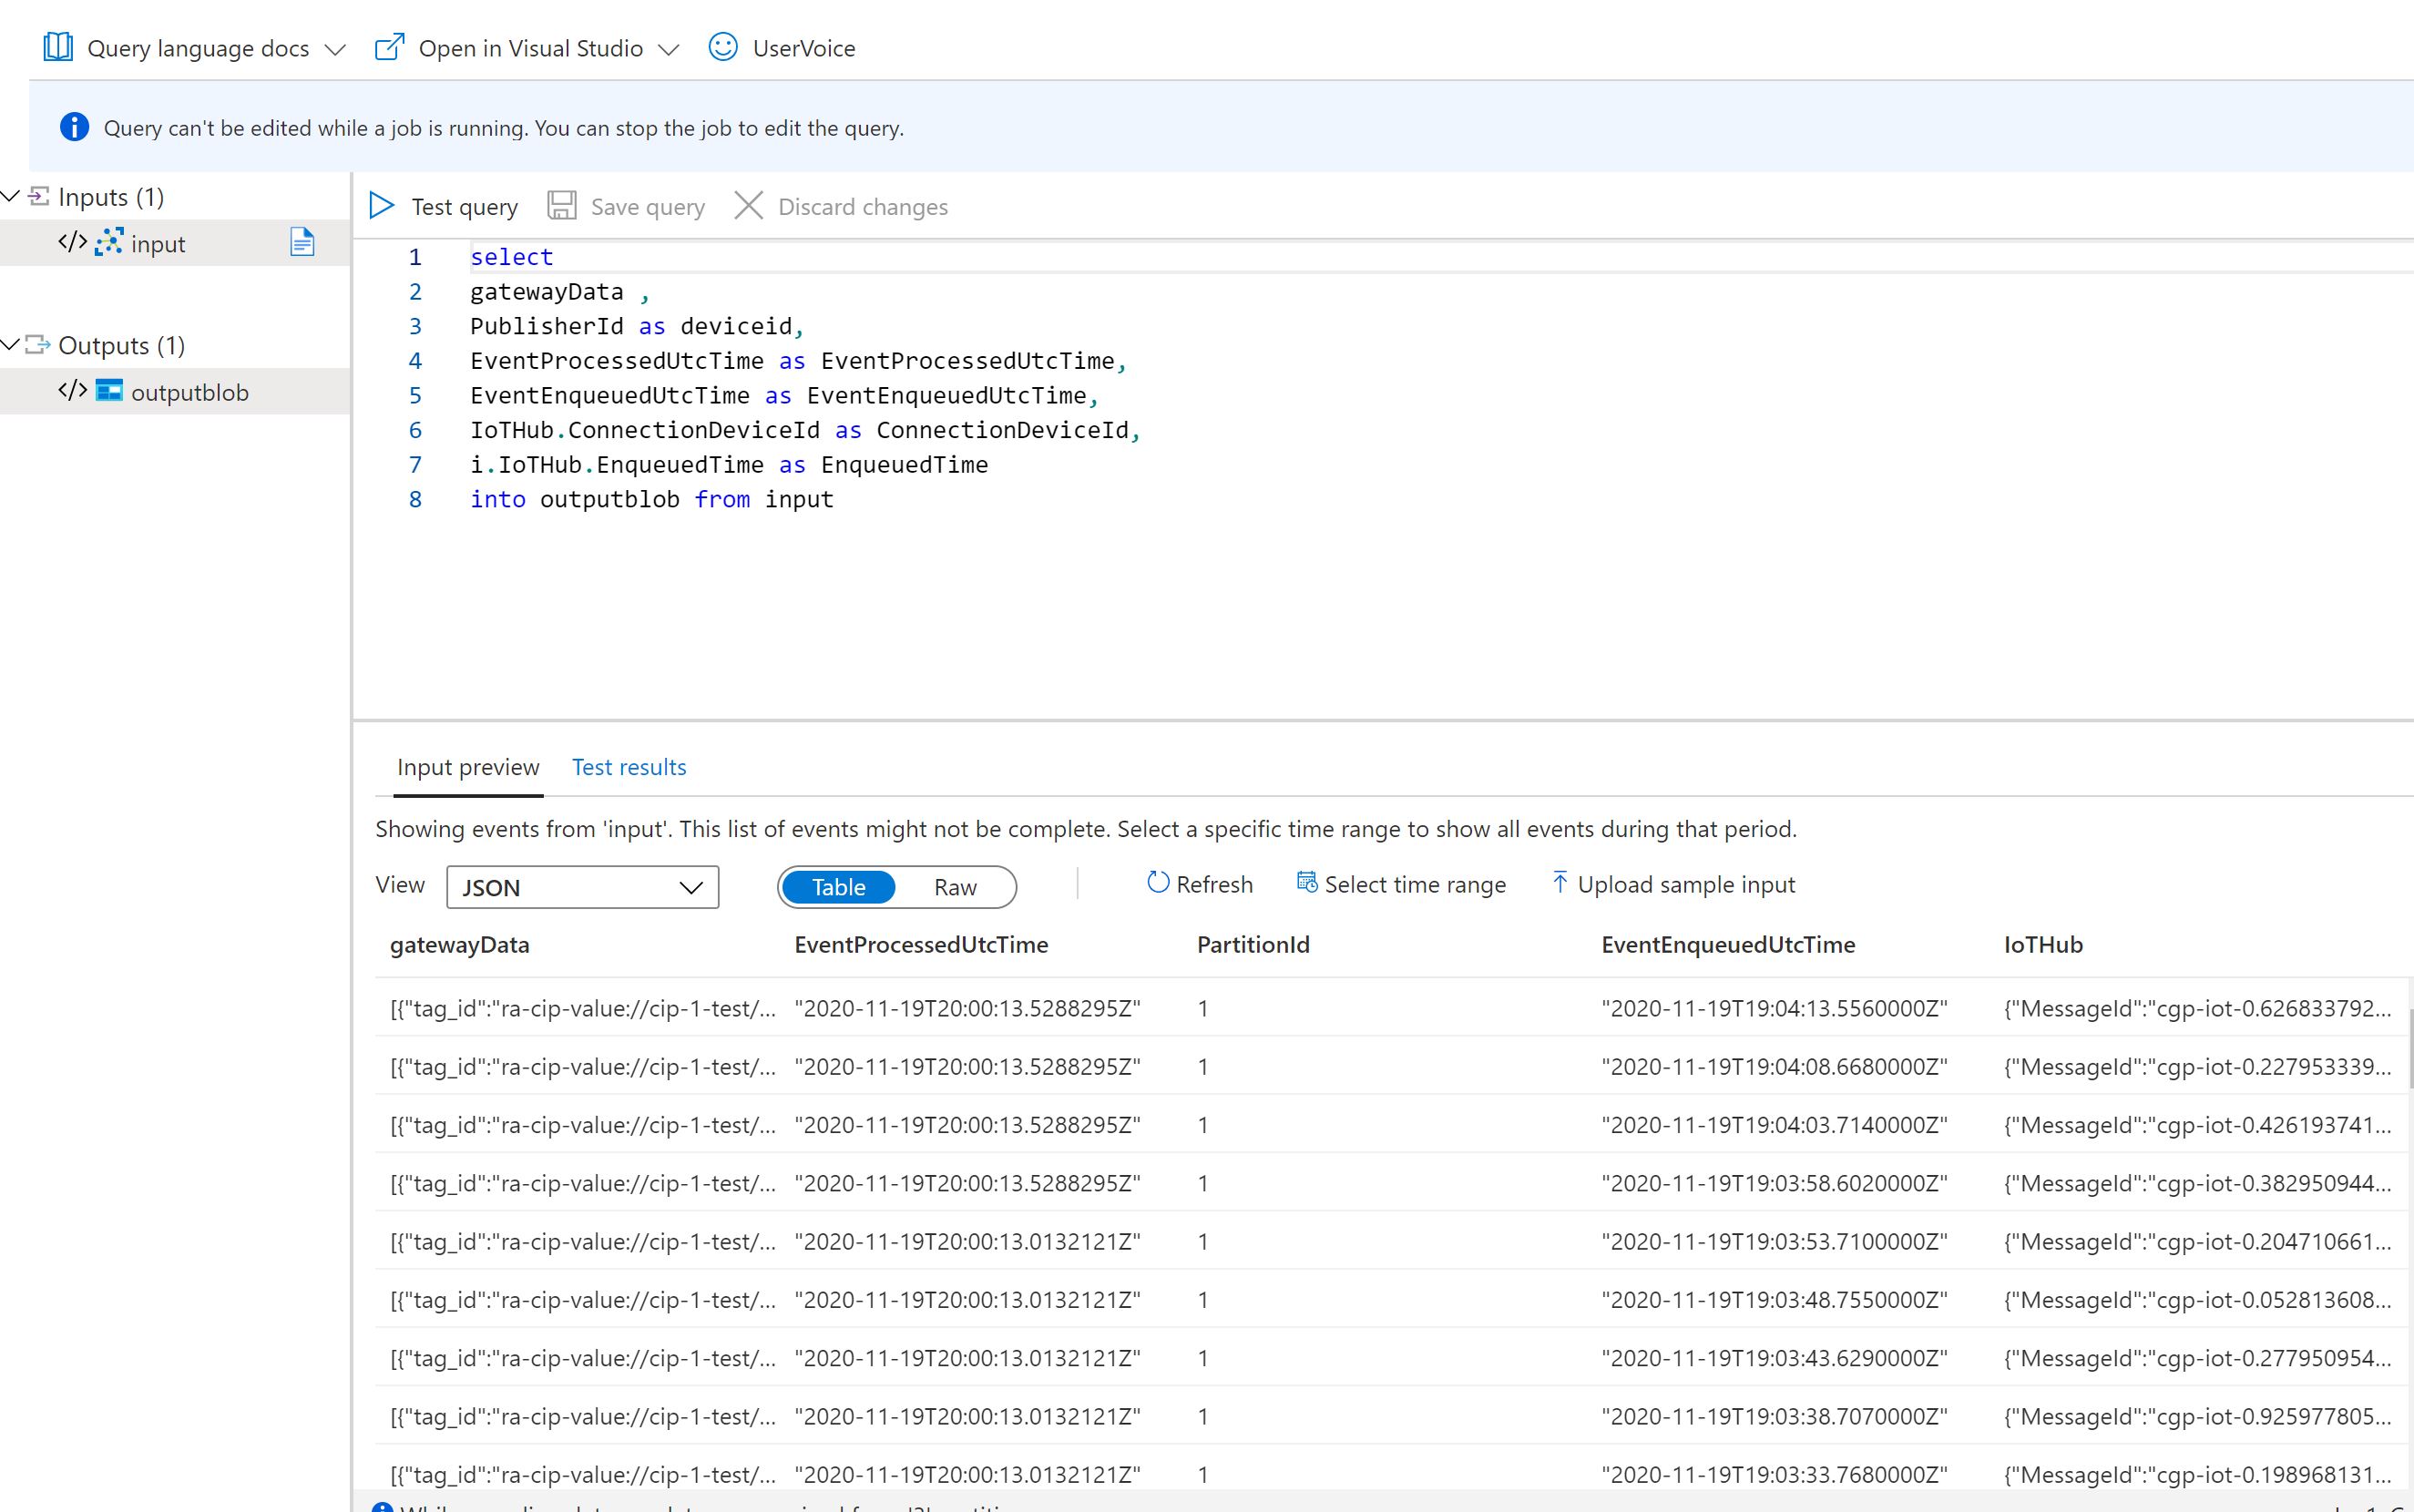 Query language docs Open in Visual Studio UserVoice
Query can't be edited while a job is running. You can stop the job to edit the query.
Inputs (1)
</> input
Outputs (1)
</> outputblob
Test query Save query Discard changes
1 select
2 gatewayData ,
3 PublisherId as deviceid,
4 EventProcessedUtcTime as EventProcessedUtcTime,
5 EventEnqueuedUtcTime as EventEnqueuedUtcTime,
6 IoTHub.ConnectionDeviceId as ConnectionDeviceId,
7 i.IoTHub.EnqueuedTime as EnqueuedTime
8 into outputblob from input
Input preview Test results
Showing events from 'input'. This list of events might not be complete. Select a specific time range to show all events during that period.
View JSON Table Raw Refresh Select time range Upload sample input
gatewayData EventProcessedUtcTime PartitionId EventEnqueuedUtcTime IoTHub
[{"tag_id":"ra-cip-value://cip-1-test/... "2020-11-19T20:00:13.5288295Z" 1 "2020-11-19T19:04:13.5560000Z" {"MessageId":"cgp-iot-0.626833792...
[{"tag_id":"ra-cip-value://cip-1-test/... "2020-11-19T20:00:13.5288295Z" 1 "2020-11-19T19:04:08.6680000Z" {"MessageId":"cgp-iot-0.227953339...
[{"tag_id":"ra-cip-value://cip-1-test/... "2020-11-19T20:00:13.5288295Z" 1 "2020-11-19T19:04:03.7140000Z" {"MessageId":"cgp-iot-0.426193741...
[{"tag_id":"ra-cip-value://cip-1-test/... "2020-11-19T20:00:13.5288295Z" 1 "2020-11-19T19:03:58.6020000Z" {"MessageId":"cgp-iot-0.382950944...
[{"tag_id":"ra-cip-value://cip-1-test/... "2020-11-19T20:00:13.0132121Z" 1 "2020-11-19T19:03:53.7100000Z" {"MessageId":"cgp-iot-0.204710661...
[{"tag_id":"ra-cip-value://cip-1-test/... "2020-11-19T20:00:13.0132121Z" 1 "2020-11-19T19:03:48.7550000Z" {"MessageId":"cgp-iot-0.052813608...
[{"tag_id":"ra-cip-value://cip-1-test/... "2020-11-19T20:00:13.0132121Z" 1 "2020-11-19T19:03:43.6290000Z" {"MessageId":"cgp-iot-0.277950954...
[{"tag_id":"ra-cip-value://cip-1-test/... "2020-11-19T20:00:13.0132121Z" 1 "2020-11-19T19:03:38.7070000Z" {"MessageId":"cgp-iot-0.925977805...
[{"tag_id":"ra-cip-value://cip-1-test/... "2020-11-19T20:00:13.0132121Z" 1 "2020-11-19T19:03:33.7680000Z" {"MessageId":"cgp-iot-0.198968131...